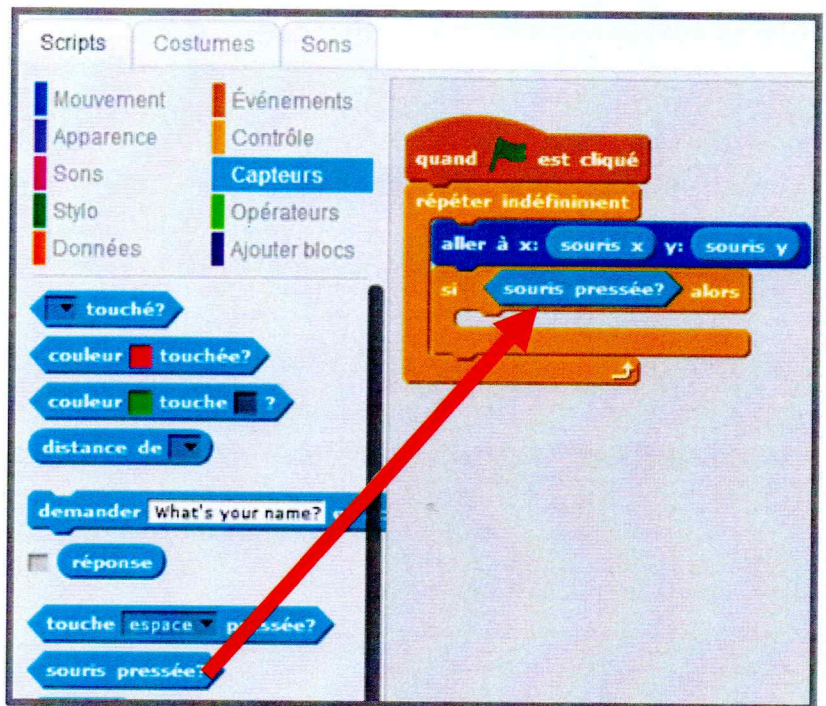 Scripts Costumes Sons
Mouvement Événements
Apparence Contrôle
Sons Capteurs
Stylo Opérateurs
Données Ajouter blocs
touché?
couleur touchée?
couleur touche ?
distance de
demander What's your name?
réponse
touche espace pressée?
souris pressée?
quand est cliqué
répéter indéfiniment
aller à x: souris x y: souris y
si souris pressée? alors